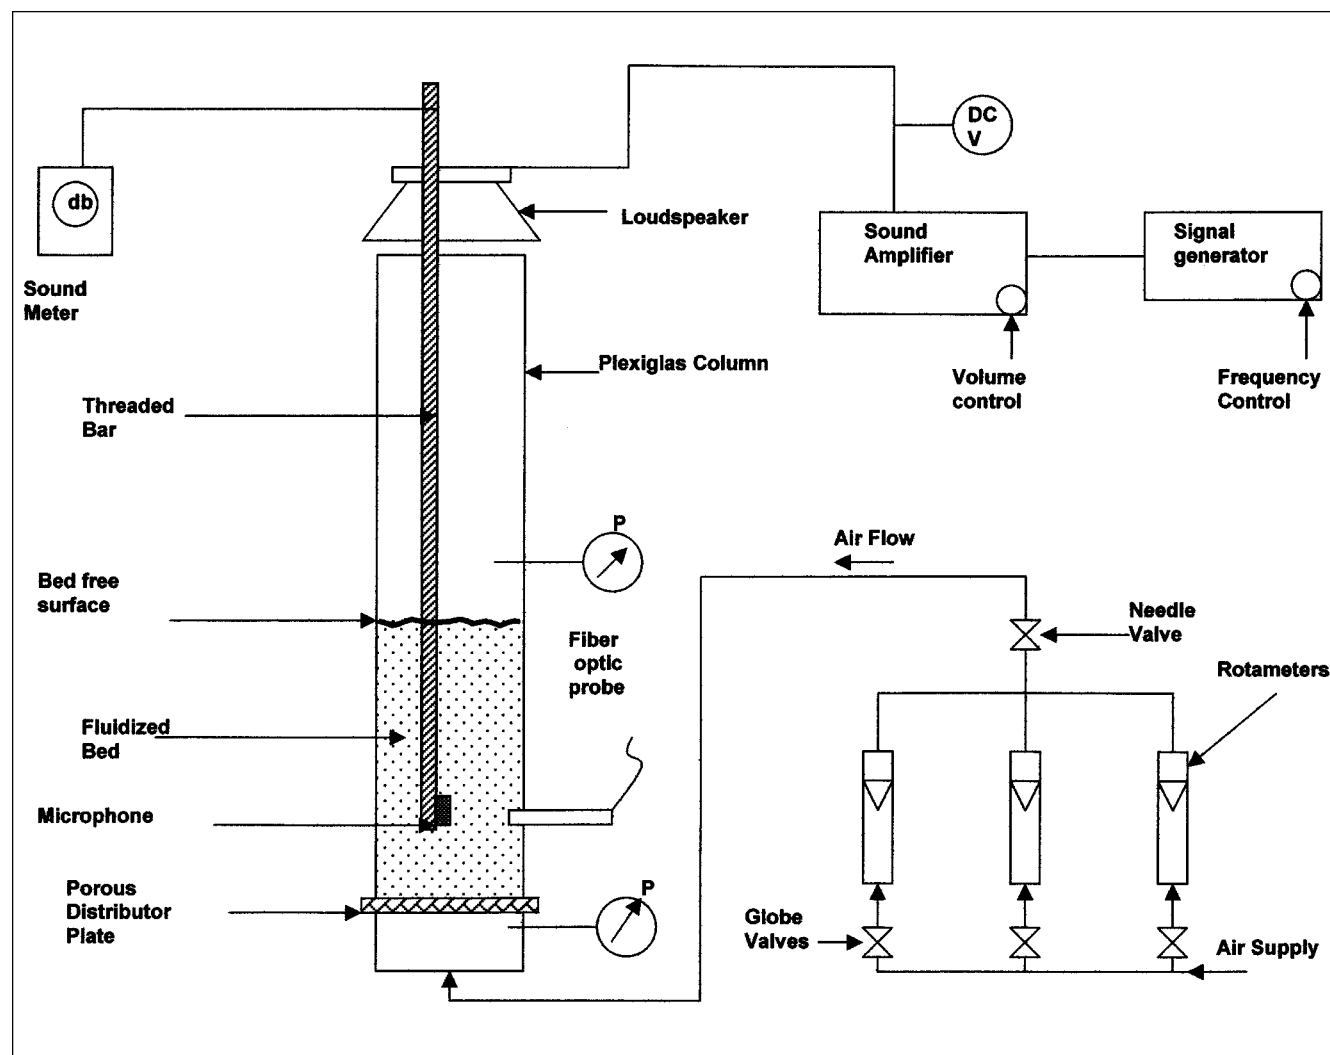 DC
V
db
Loudspeaker
Sound
Amplifier
Signal
generator
Sound
Meter
Plexiglas Column
Volume
control
Frequency
Control
Threaded
Bar
P
Air Flow
Bed free
surface
Needle
Valve
Fiber
optic
probe
Rotameters
Fluidized
Bed
Microphone
Porous
Distributor
Plate
P
Globe
Valves
Air Supply